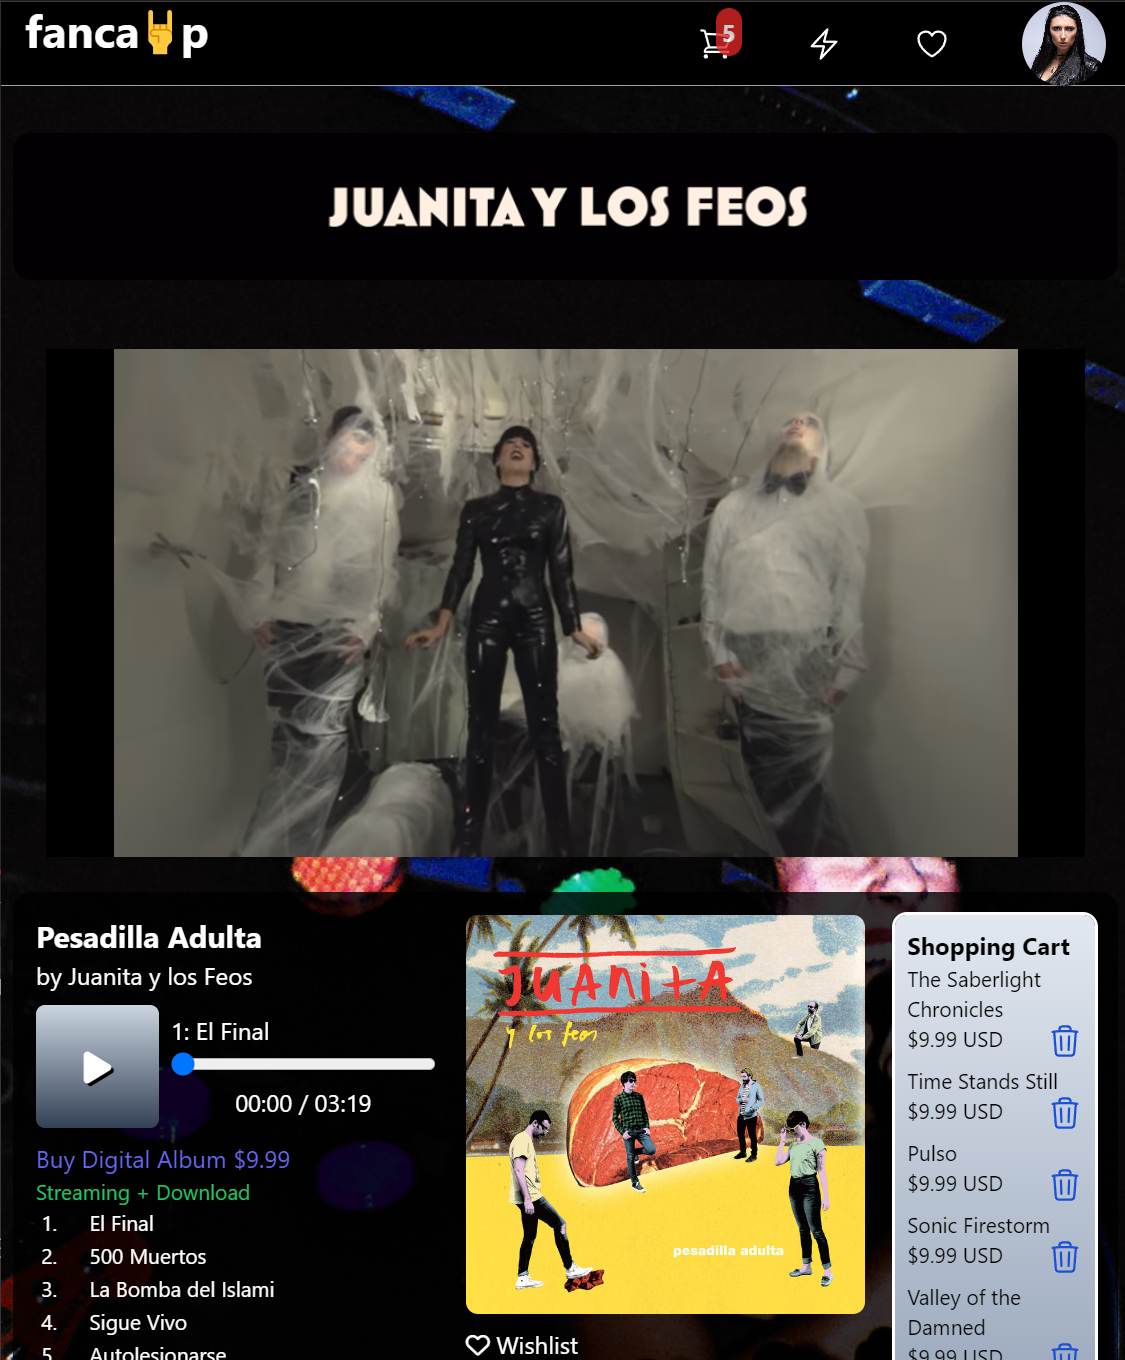 fanca🤘p
5
JUANITA Y LOS FEOS
Pesadilla Adulta
by Juanita y los Feos
1: El Final
00:00 / 03:19
Buy Digital Album $9.99
Streaming + Download
1. El Final
2. 500 Muertos
3. La Bomba del Islami
4. Sigue Vivo
5. Autolesionarse
JUANITA
y los feos
pesadilla adulta
Wishlist
Shopping Cart
The Saberlight
Chronicles
$9.99 USD
Time Stands Still
$9.99 USD
Pulso
$9.99 USD
Sonic Firestorm
$9.99 USD
Valley of the
Damned
$9.99 USD